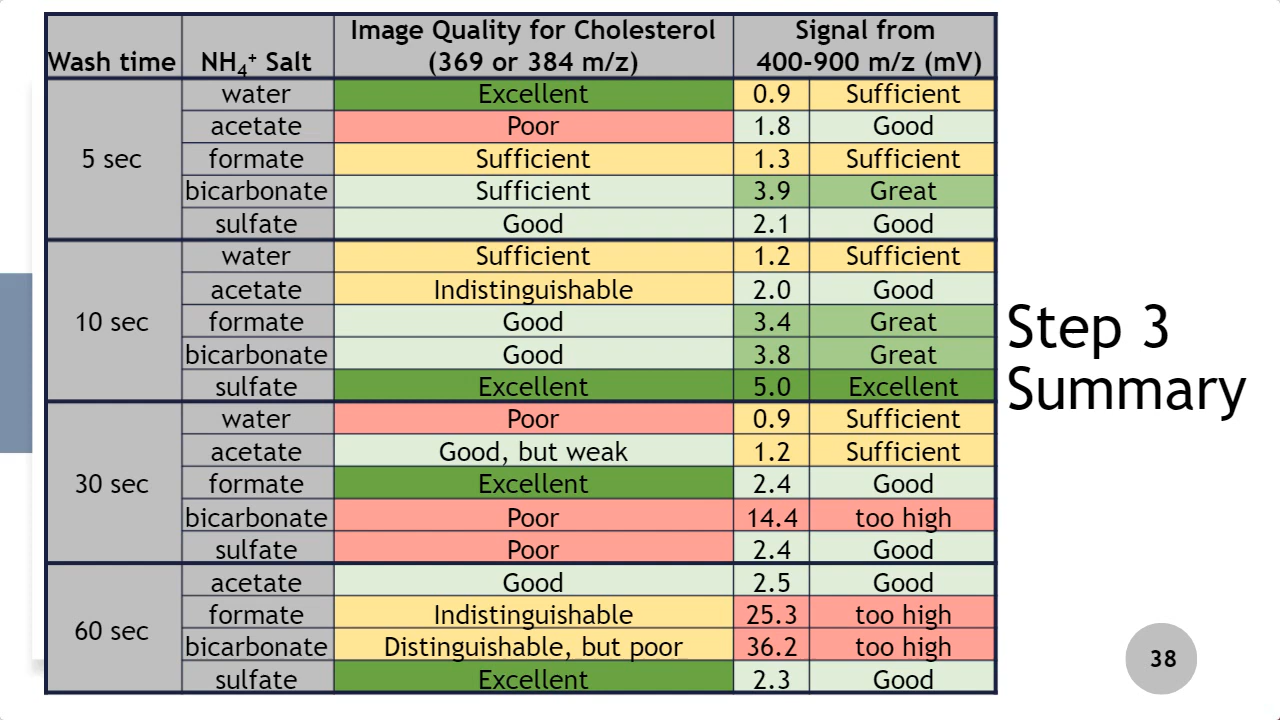 Wash time NH₄⁺ Salt Image Quality for Cholesterol (369 or 384 m/z) Signal from 400-900 m/z (mV)
5 sec
water Excellent 0.9 Sufficient
acetate Poor 1.8 Good
formate Sufficient 1.3 Sufficient
bicarbonate Sufficient 3.9 Great
sulfate Good 2.1 Good
10 sec
water Sufficient 1.2 Sufficient
acetate Indistinguishable 2.0 Good
formate Good 3.4 Great
bicarbonate Good 3.8 Great
sulfate Excellent 5.0 Excellent
30 sec
water Poor 0.9 Sufficient
acetate Good, but weak 1.2 Sufficient
formate Excellent 2.4 Good
bicarbonate Poor 14.4 too high
sulfate Poor 2.4 Good
60 sec
acetate Good 2.5 Good
formate Indistinguishable 25.3 too high
bicarbonate Distinguishable, but poor 36.2 too high
sulfate Excellent 2.3 Good
Step 3
Summary
38